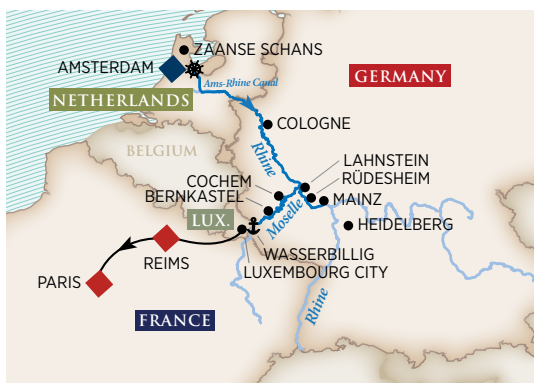 ZAANSE SCHANS
AMSTERDAM
Ams-Rhine Canal
GERMANY
NETHERLANDS
COLOGNE
BELGIUM
Rhine
LAHNSTEIN
COCHEM
RÜDESHEIM
BERNKASTEL
MAINZ
Moselle
LUX.
HEIDELBERG
WASSERBILLIG
REIMS
LUXEMBOURG CITY
PARIS
Rhine
FRANCE